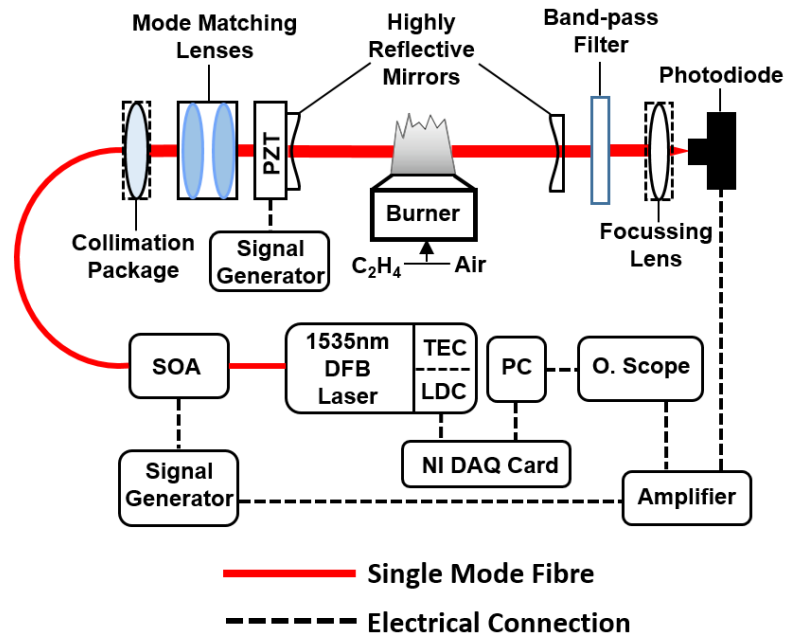 Mode Matching
Lenses
Highly
Reflective
Mirrors
Band-pass
Filter
Photodiode
PZT
Burner
Collimation
Package
Signal
Generator
C₂H₄
Air
Focussing
Lens
SOA
1535nm
DFB
Laser
TEC
LDC
PC
O. Scope
NI DAQ Card
Signal
Generator
Amplifier
Single Mode Fibre
Electrical Connection